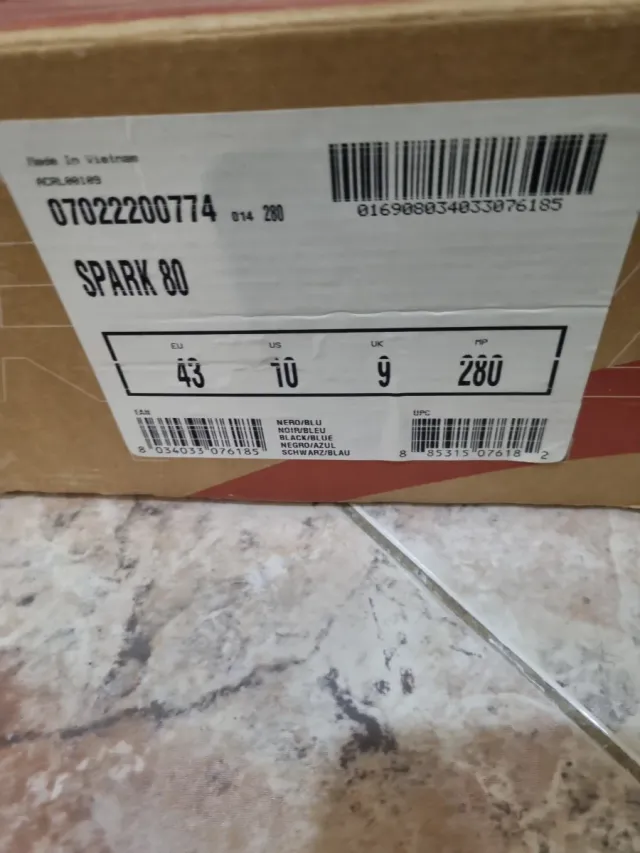 Made In Vietnam
ACRL00109
07022200774 014 280
016908034033076185
SPARK 80
EU US UK MP
43 10 9 280
EAN
8 034033 076185
NERO/BLU
NOIR/BLEU
BLACK/BLUE
NEGRO/AZUL
SCHWARZ/BLAU
UPC
8 85315 07618 2